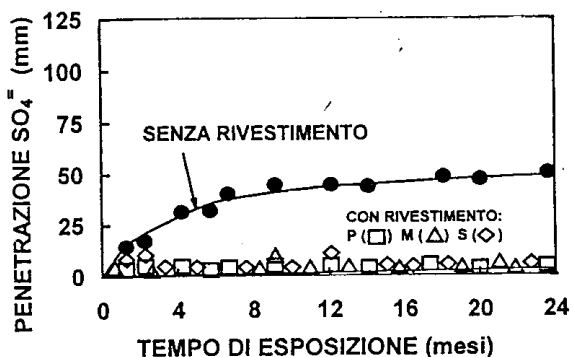 PENETRAZIONE SO4= (mm)
125
100
75
50
25
0
SENZA RIVESTIMENTO
CON RIVESTIMENTO:
P (□) M (△) S (◇)
0 4 8 12 16 20 24
TEMPO DI ESPOSIZIONE (mesi)